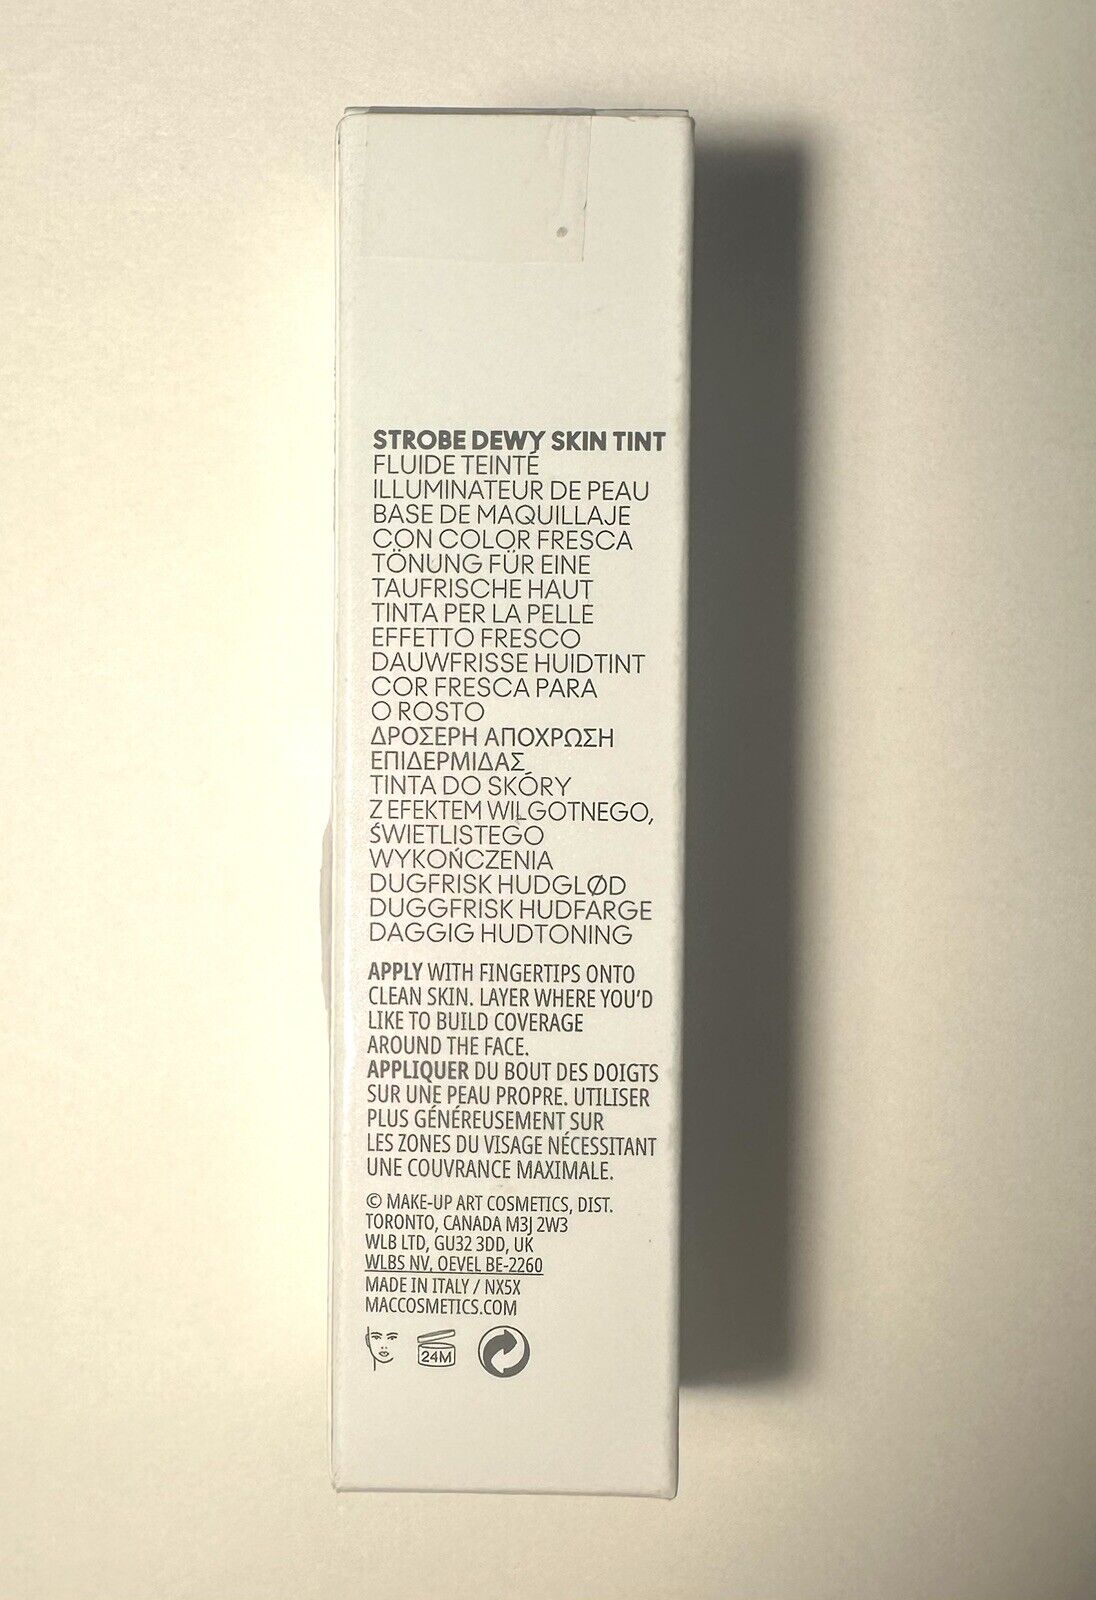 STROBE DEWY SKIN TINT
FLUIDE TEINTÉ
ILLUMINATEUR DE PEAU
BASE DE MAQUILLAJE
CON COLOR FRESCA
TÖNUNG FÜR EINE
TAUFRISCHE HAUT
TINTA PER LA PELLE
EFFETTO FRESCO
DAUWFRISSE HUIDTINT
COR FRESCA PARA
O ROSTO
ΔΡΟΣΕΡΗ ΑΠΟΧΡΩΣΗ
ΕΠΙΔΕΡΜΙΔΑΣ
TINTA DO SKÓRY
Z EFEKTEM WILGOTNEGO,
ŚWIETLISTEGO
WYKOŃCZENIA
DUGFRISK HUDGLØD
DUGGFRISK HUDFARGE
DAGGIG HUDTONING
APPLY WITH FINGERTIPS ONTO
CLEAN SKIN. LAYER WHERE YOU'D
LIKE TO BUILD COVERAGE
AROUND THE FACE.
APPLIQUER DU BOUT DES DOIGTS
SUR UNE PEAU PROPRE. UTILISER
PLUS GÉNÉREUSEMENT SUR
LES ZONES DU VISAGE NÉCESSITANT
UNE COUVRANCE MAXIMALE.
© MAKE-UP ART COSMETICS, DIST.
TORONTO, CANADA M3J 2W3
WLB LTD, GU32 3DD, UK
WLBS NV, OEVEL BE-2260
MADE IN ITALY / NX5X
MACCOSMETICS.COM
24M